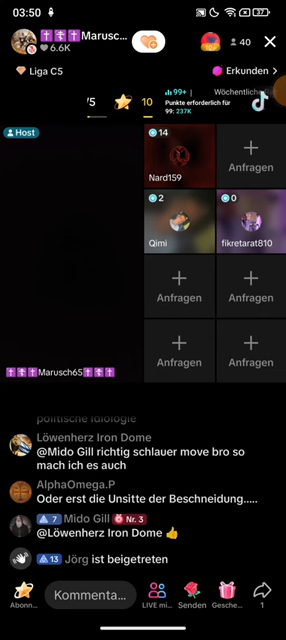 03:50
37
✝️☦️✝️Marusc...
6.6K
40
Liga C5
Erkunden >
/5
10
99+ |
Punkte erforderlich für
99: 237K
Host
14
Nard159
Anfragen
2
Qimi
0
fikretarat810
Anfragen
Anfragen
Anfragen
Anfragen
✝️☦️✝️Marusch65✝️☦️✝️
politische Idiologie
Löwenherz Iron Dome
@Mido Gill richtig schlauer move bro so
mach ich es auch
AlphaOmega.P
Oder erst die Unsitte der Beschneidung.....
7 Mido Gill Nr. 3
@Löwenherz Iron Dome 👍
13 Jörg ist beigetreten
Abonn...
Kommenta...
LIVE mi...
Senden
Gesche...
1